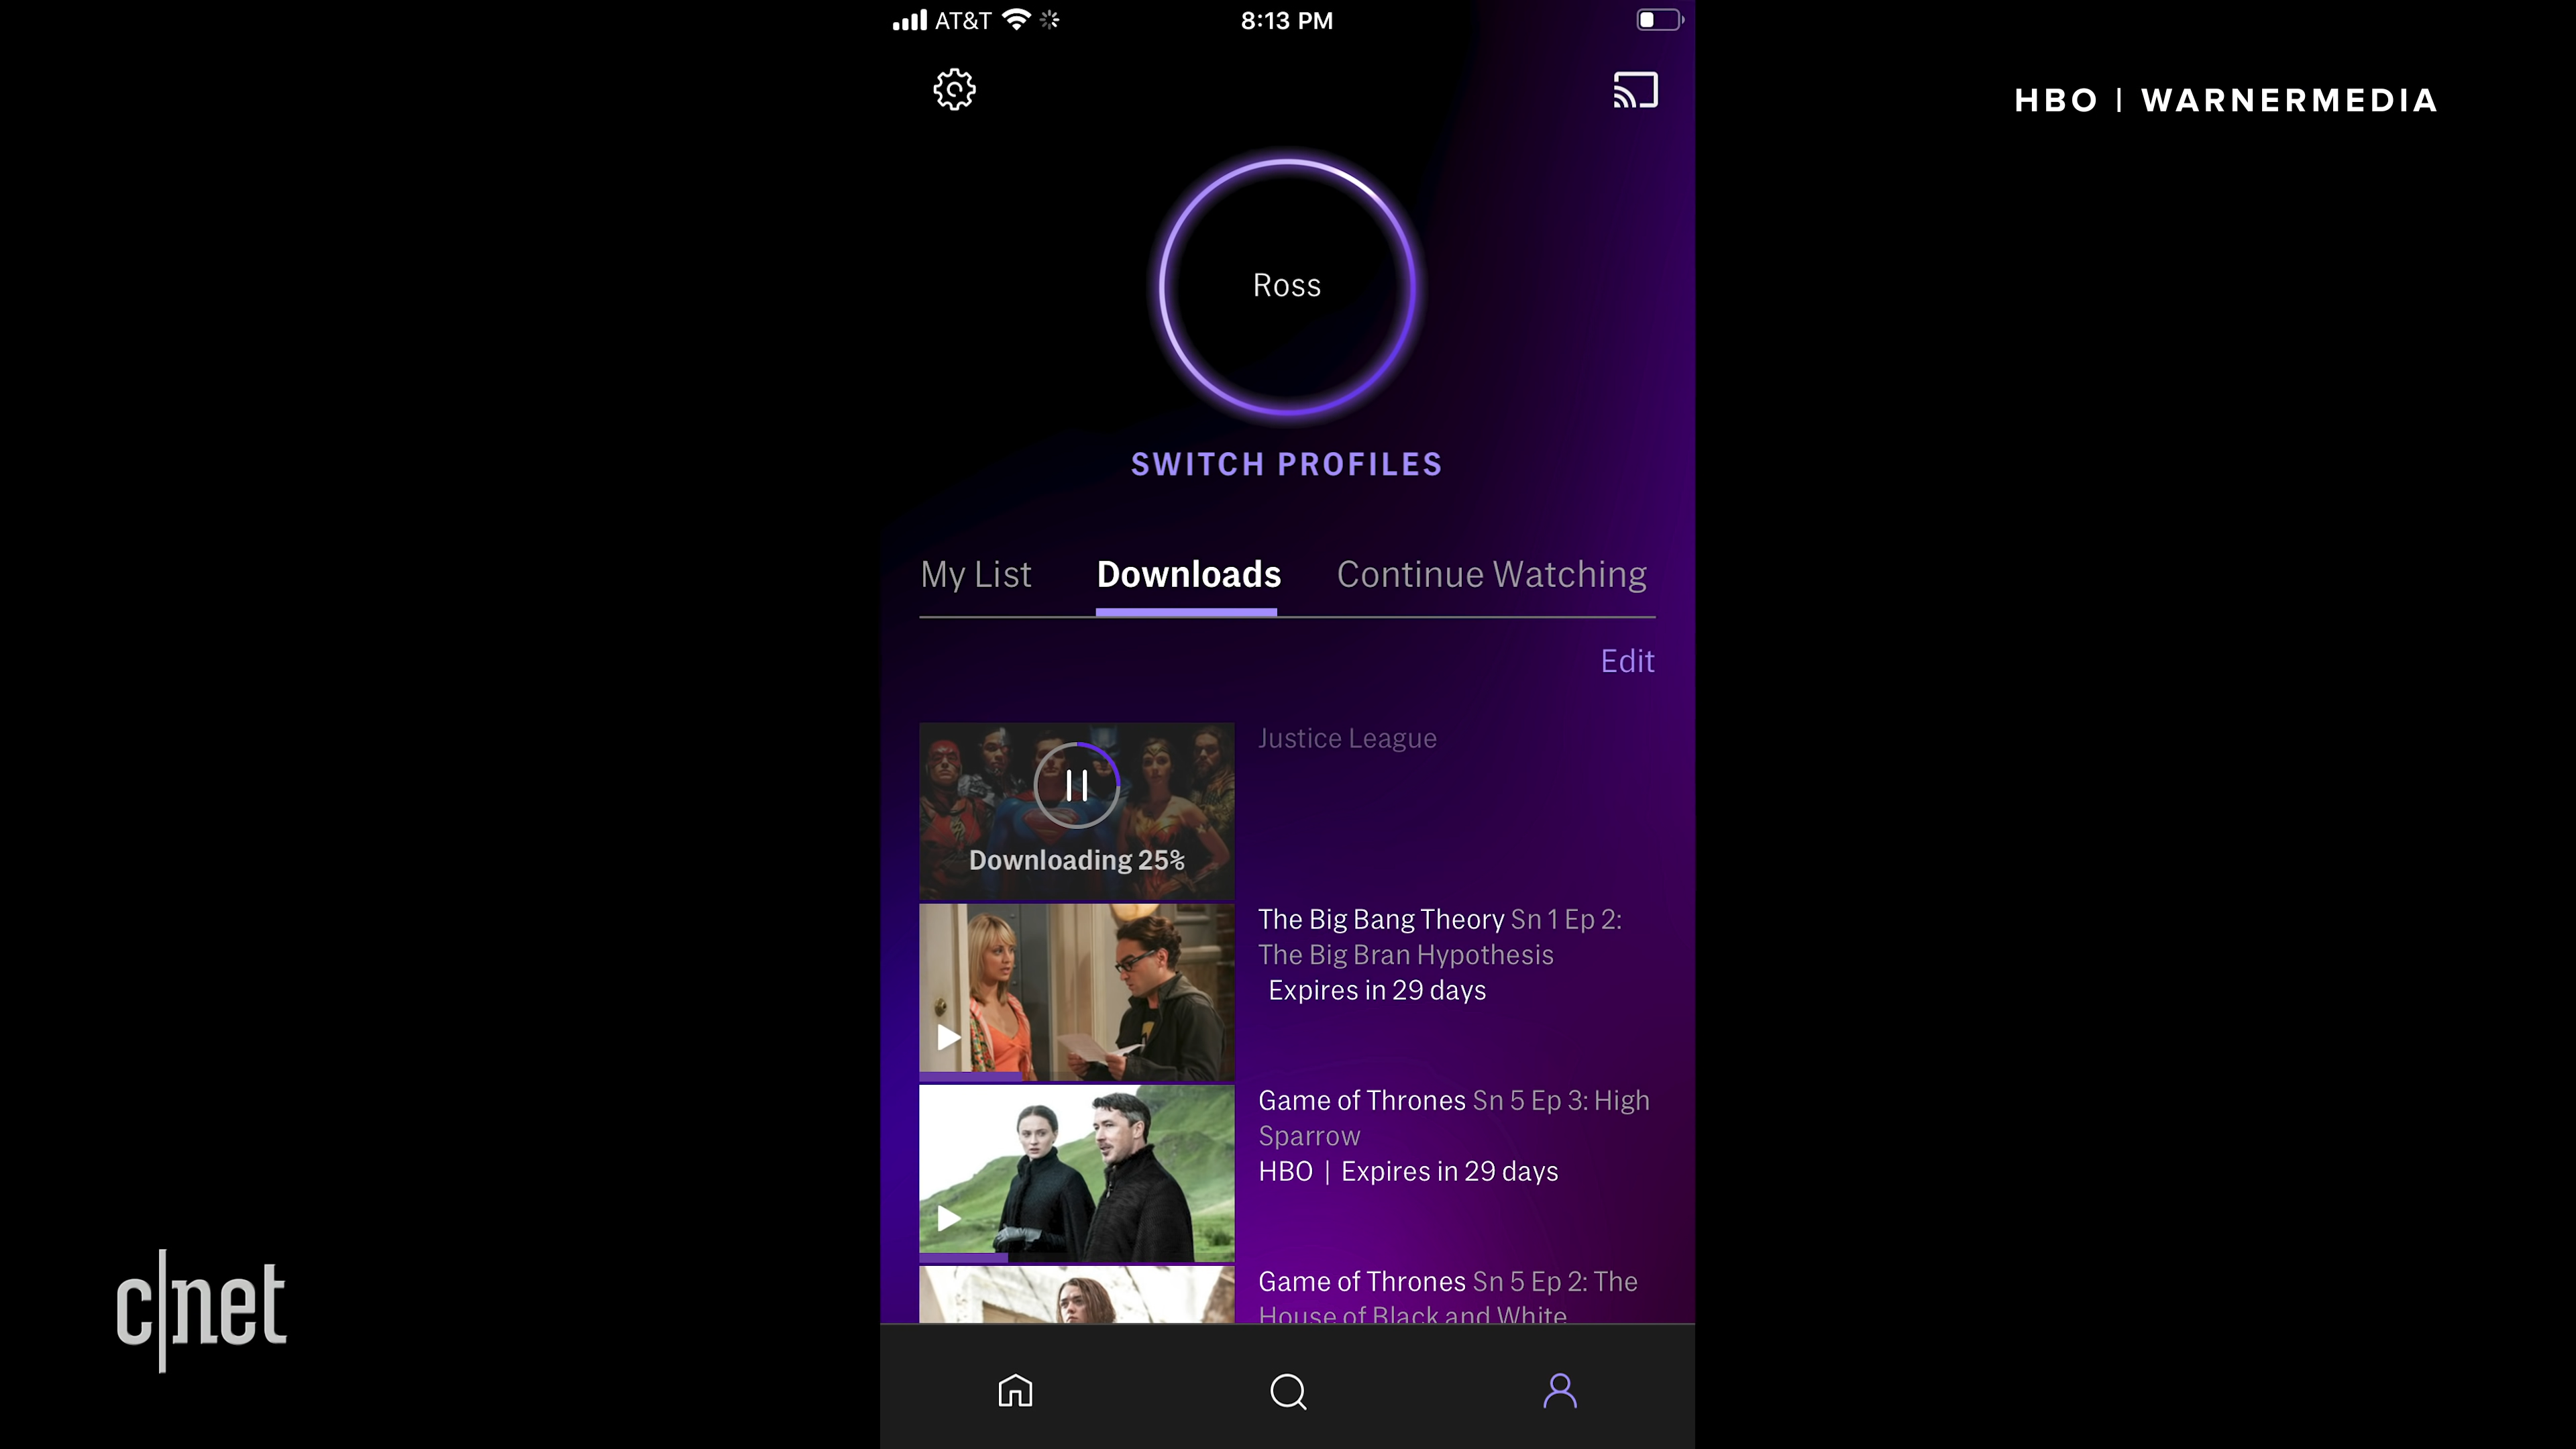 AT&T
8:13 PM
HBO | WARNERMEDIA
Ross
SWITCH PROFILES
My List
Downloads
Continue Watching
Edit
Downloading 25%
Justice League
The Big Bang Theory Sn 1 Ep 2:
The Big Bran Hypothesis
Expires in 29 days
Game of Thrones Sn 5 Ep 3: High
Sparrow
HBO | Expires in 29 days
Game of Thrones Sn 5 Ep 2: The
House of Black and White
c|net